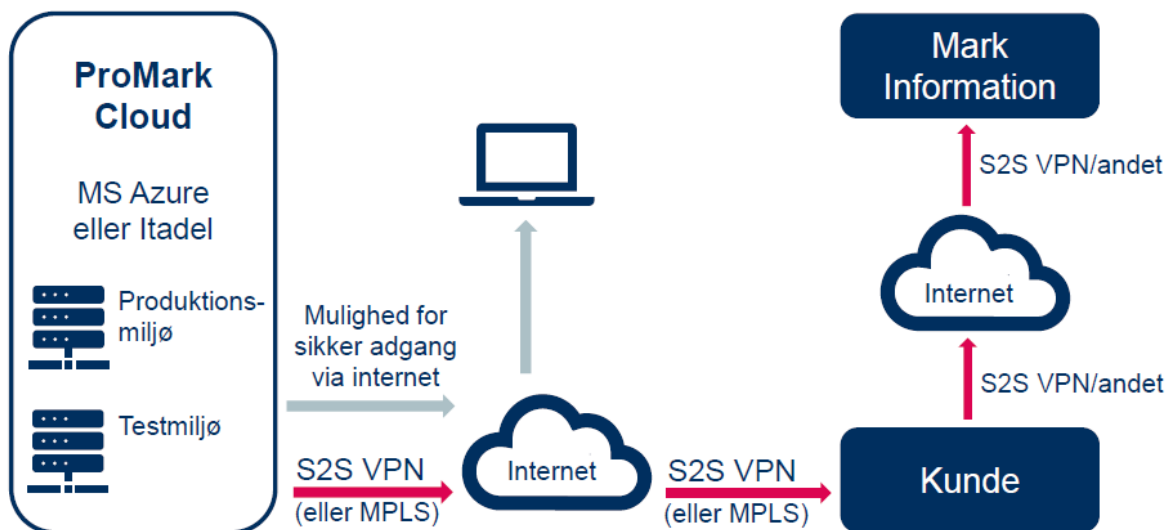 ProMark
Cloud
MS Azure
eller Itadel
Produktions-
miljø
Testmiljø
Mulighed for
sikker adgang
via internet
S2S VPN
(eller MPLS)
Internet
S2S VPN
(eller MPLS)
Mark
Information
S2S VPN/andet
Internet
S2S VPN/andet
Kunde